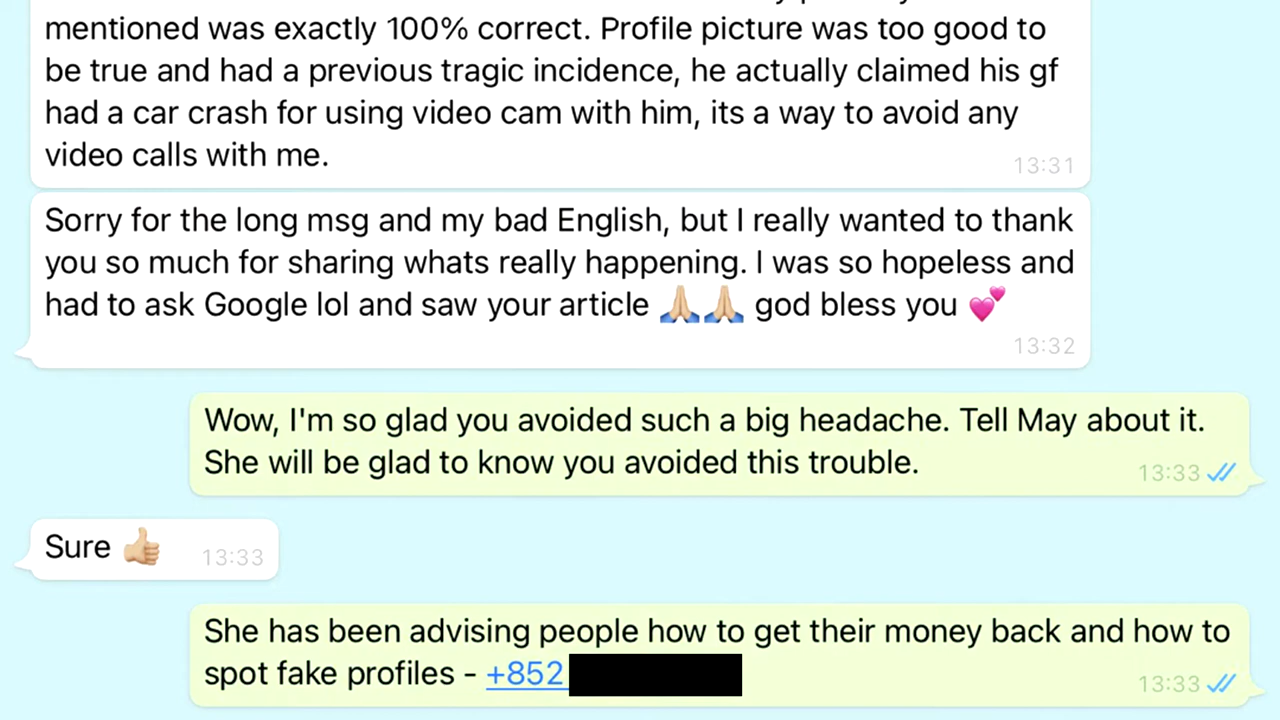 mentioned was exactly 100% correct. Profile picture was too good to
be true and had a previous tragic incidence, he actually claimed his gf
had a car crash for using video cam with him, its a way to avoid any
video calls with me.
13:31
Sorry for the long msg and my bad English, but I really wanted to thank
you so much for sharing whats really happening. I was so hopeless and
had to ask Google lol and saw your article 🙏🏼🙏🏼 god bless you 💕
13:32
Wow, I'm so glad you avoided such a big headache. Tell May about it.
She will be glad to know you avoided this trouble.
13:33
Sure 👍🏼
13:33
She has been advising people how to get their money back and how to
spot fake profiles - +852
13:33